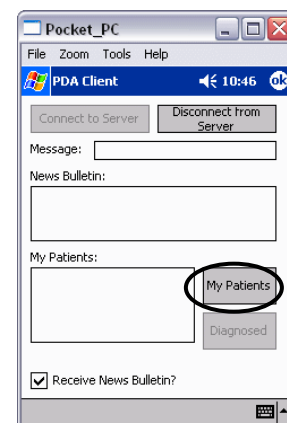 Pocket_PC
File Zoom Tools Help
PDA Client 10:46 ok
Connect to Server
Disconnect from
Server
Message:
News Bulletin:
My Patients:
My Patients
Diagnosed
Receive News Bulletin?